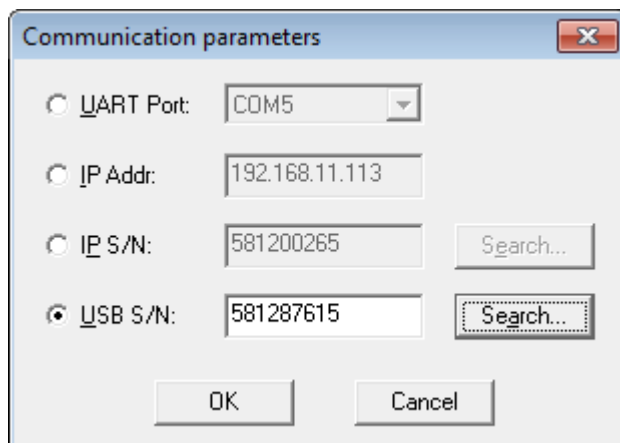 Communication parameters
UART Port: COM5
IP Addr: 192.168.11.113
IP S/N: 581200265 Search...
USB S/N: 581287615 Search...
OK Cancel